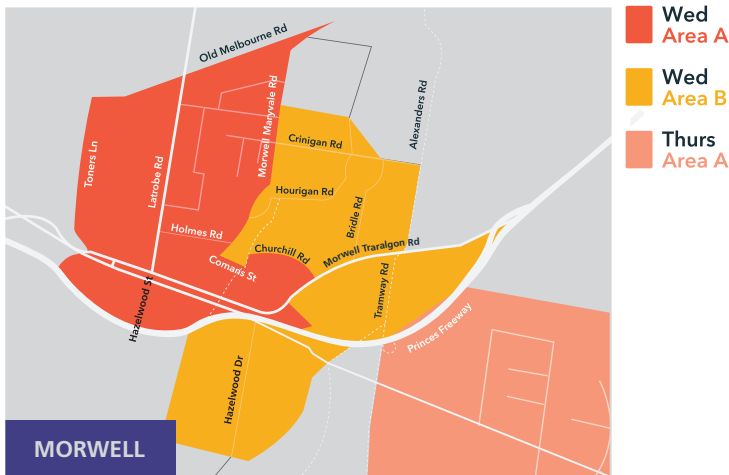 Wed
Area A
Wed
Area B
Thurs
Area A
Old Melbourne Rd
Alexanders Rd
Morwell Maryvale Rd
Crinigan Rd
Toners Ln
Latrobe Rd
Hourigan Rd
Bridle Rd
Holmes Rd
Churchill Rd
Morwell Traralgon Rd
Comans St
Tramway Rd
Hazelwood St
Princes Freeway
Hazelwood Dr
MORWELL